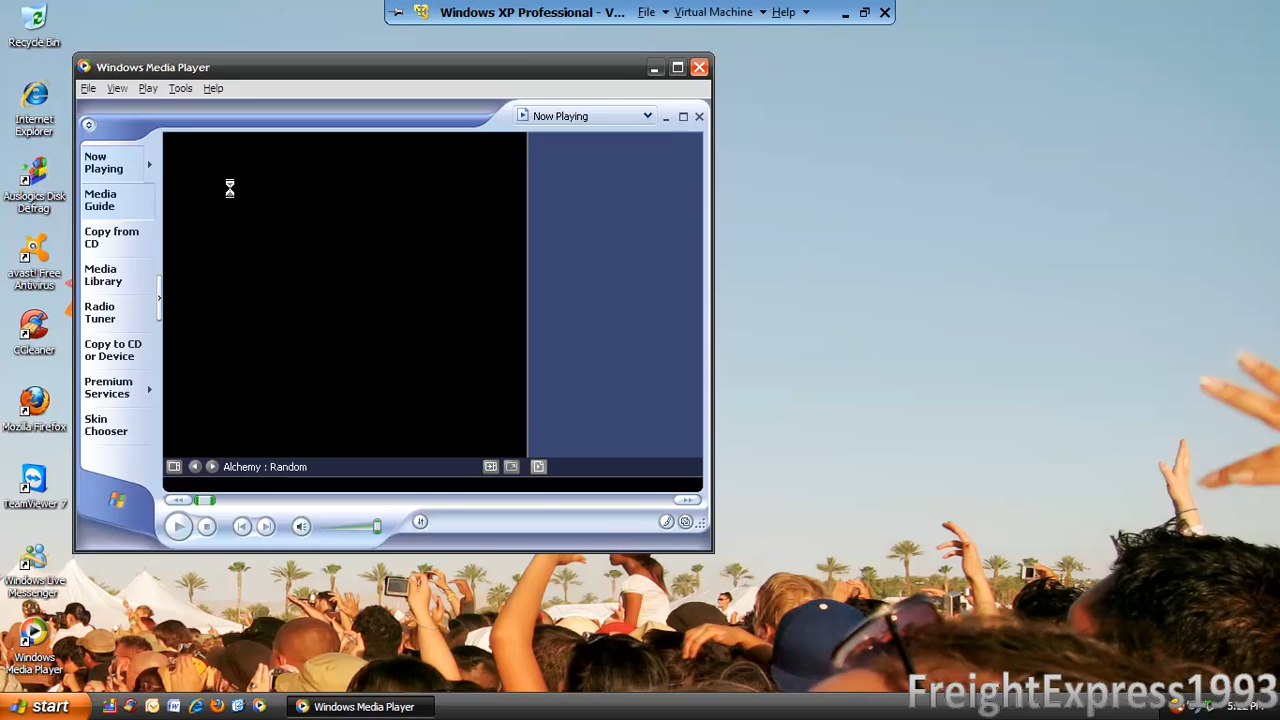 Windows XP Professional - V...
File
Virtual Machine
Help
Recycle Bin
Internet
Explorer
Auslogics Disk
Defrag
avast! Free
Antivirus
CCleaner
Mozilla Firefox
TeamViewer 7
Windows Live
Messenger
Windows
Media Player
Windows Media Player
File View Play Tools Help
Now Playing
Now
Playing
Media
Guide
Copy from
CD
Media
Library
Radio
Tuner
Copy to CD
or Device
Premium
Services
Skin
Chooser
Alchemy : Random
start
Windows Media Player
5:22 PM
FreightExpress1993